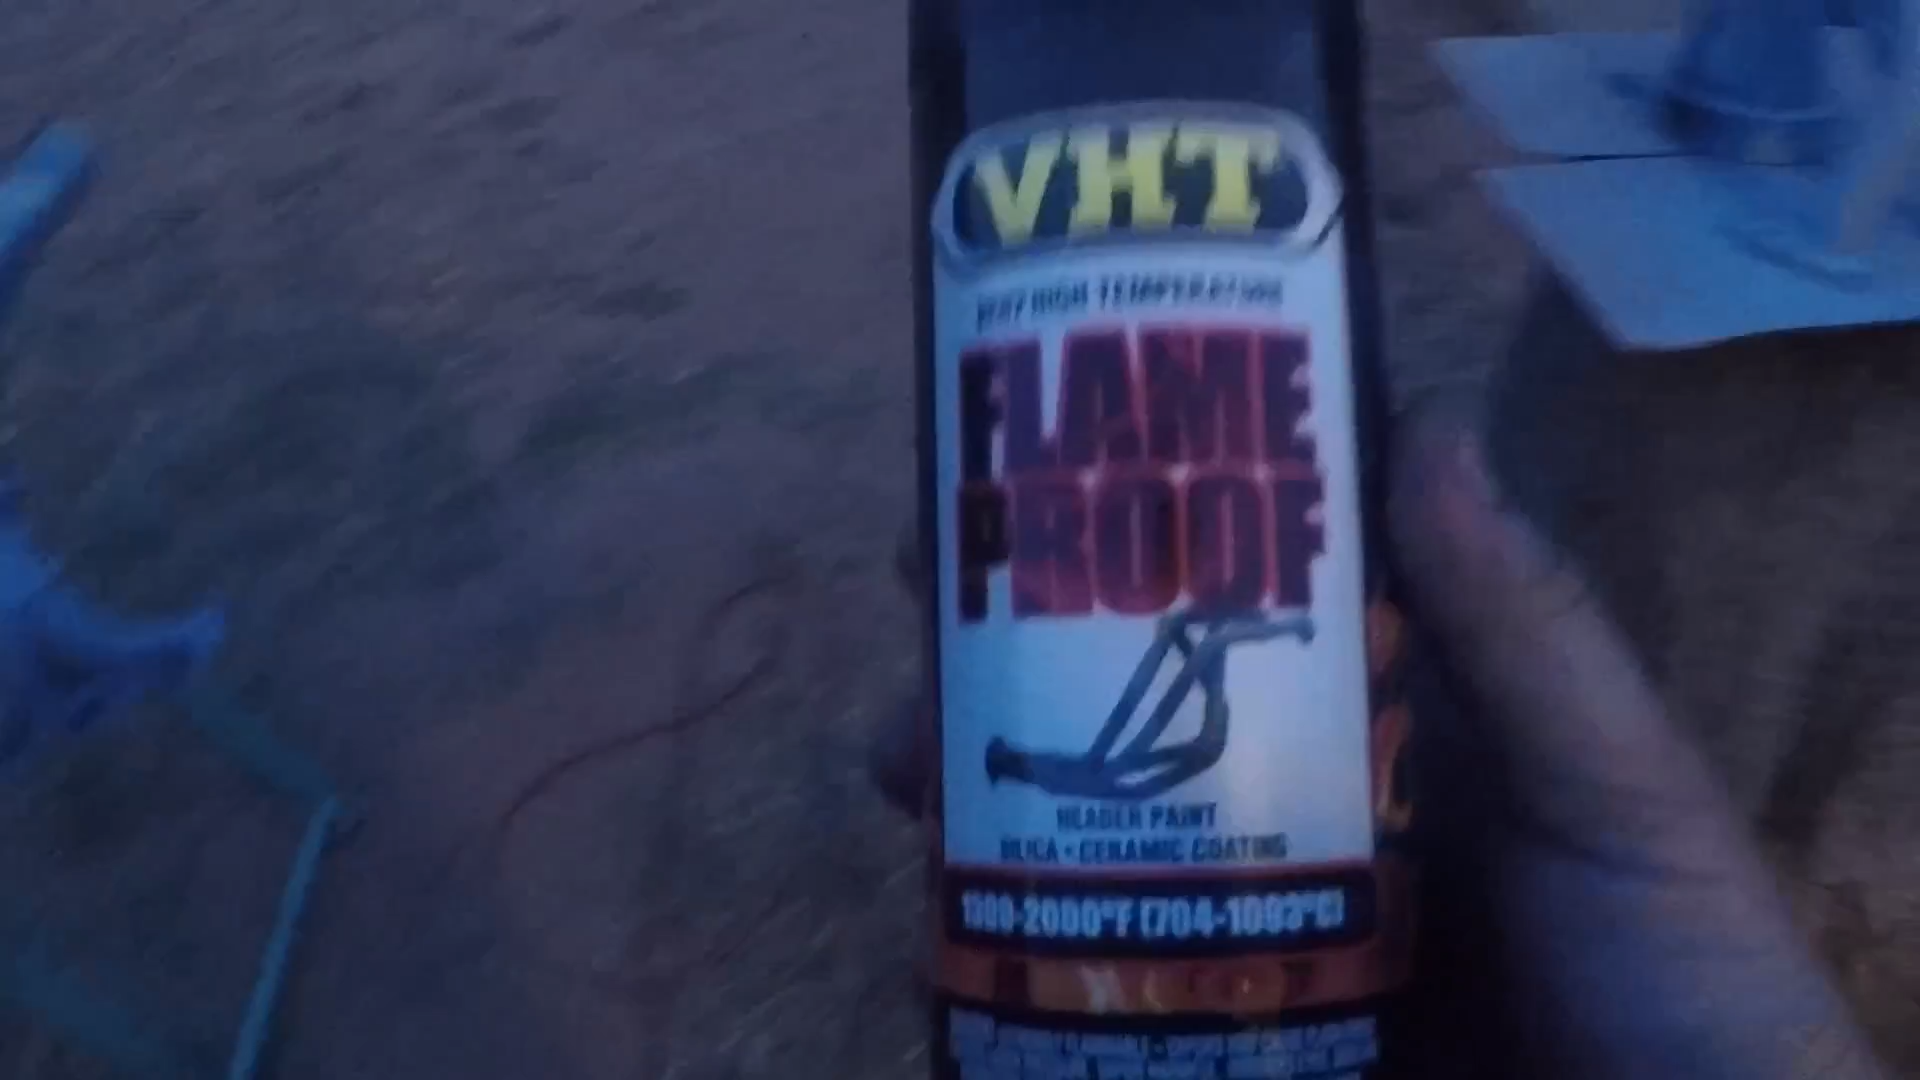 VHT
VERY HIGH TEMPERATURE
FLAME
PROOF
HEADER PAINT
SILICA - CERAMIC COATING
1300-2000°F (704-1093°C)